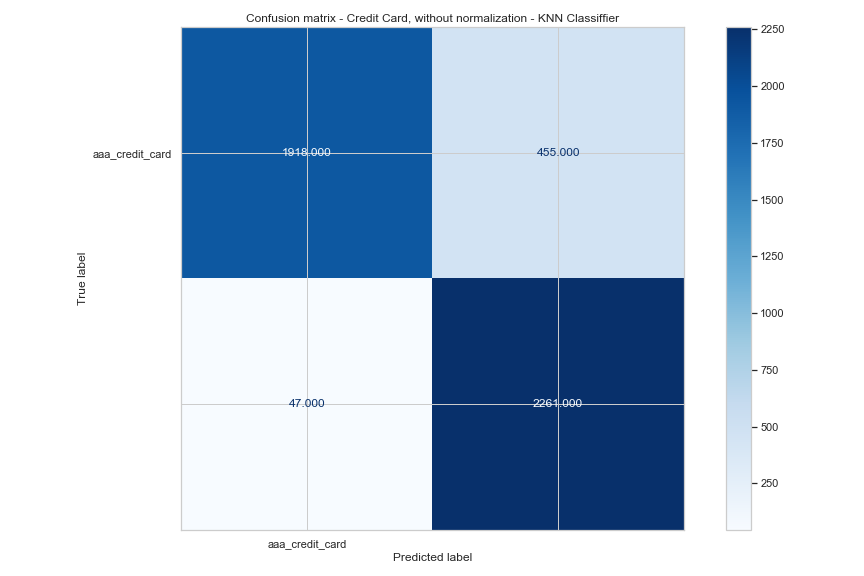 Confusion matrix - Credit Card, without normalization - KNN Classiffier
aaa_credit_card
1918.000
455.000
47.000
2261.000
True label
aaa_credit_card
Predicted label
2250
2000
1750
1500
1250
1000
750
500
250